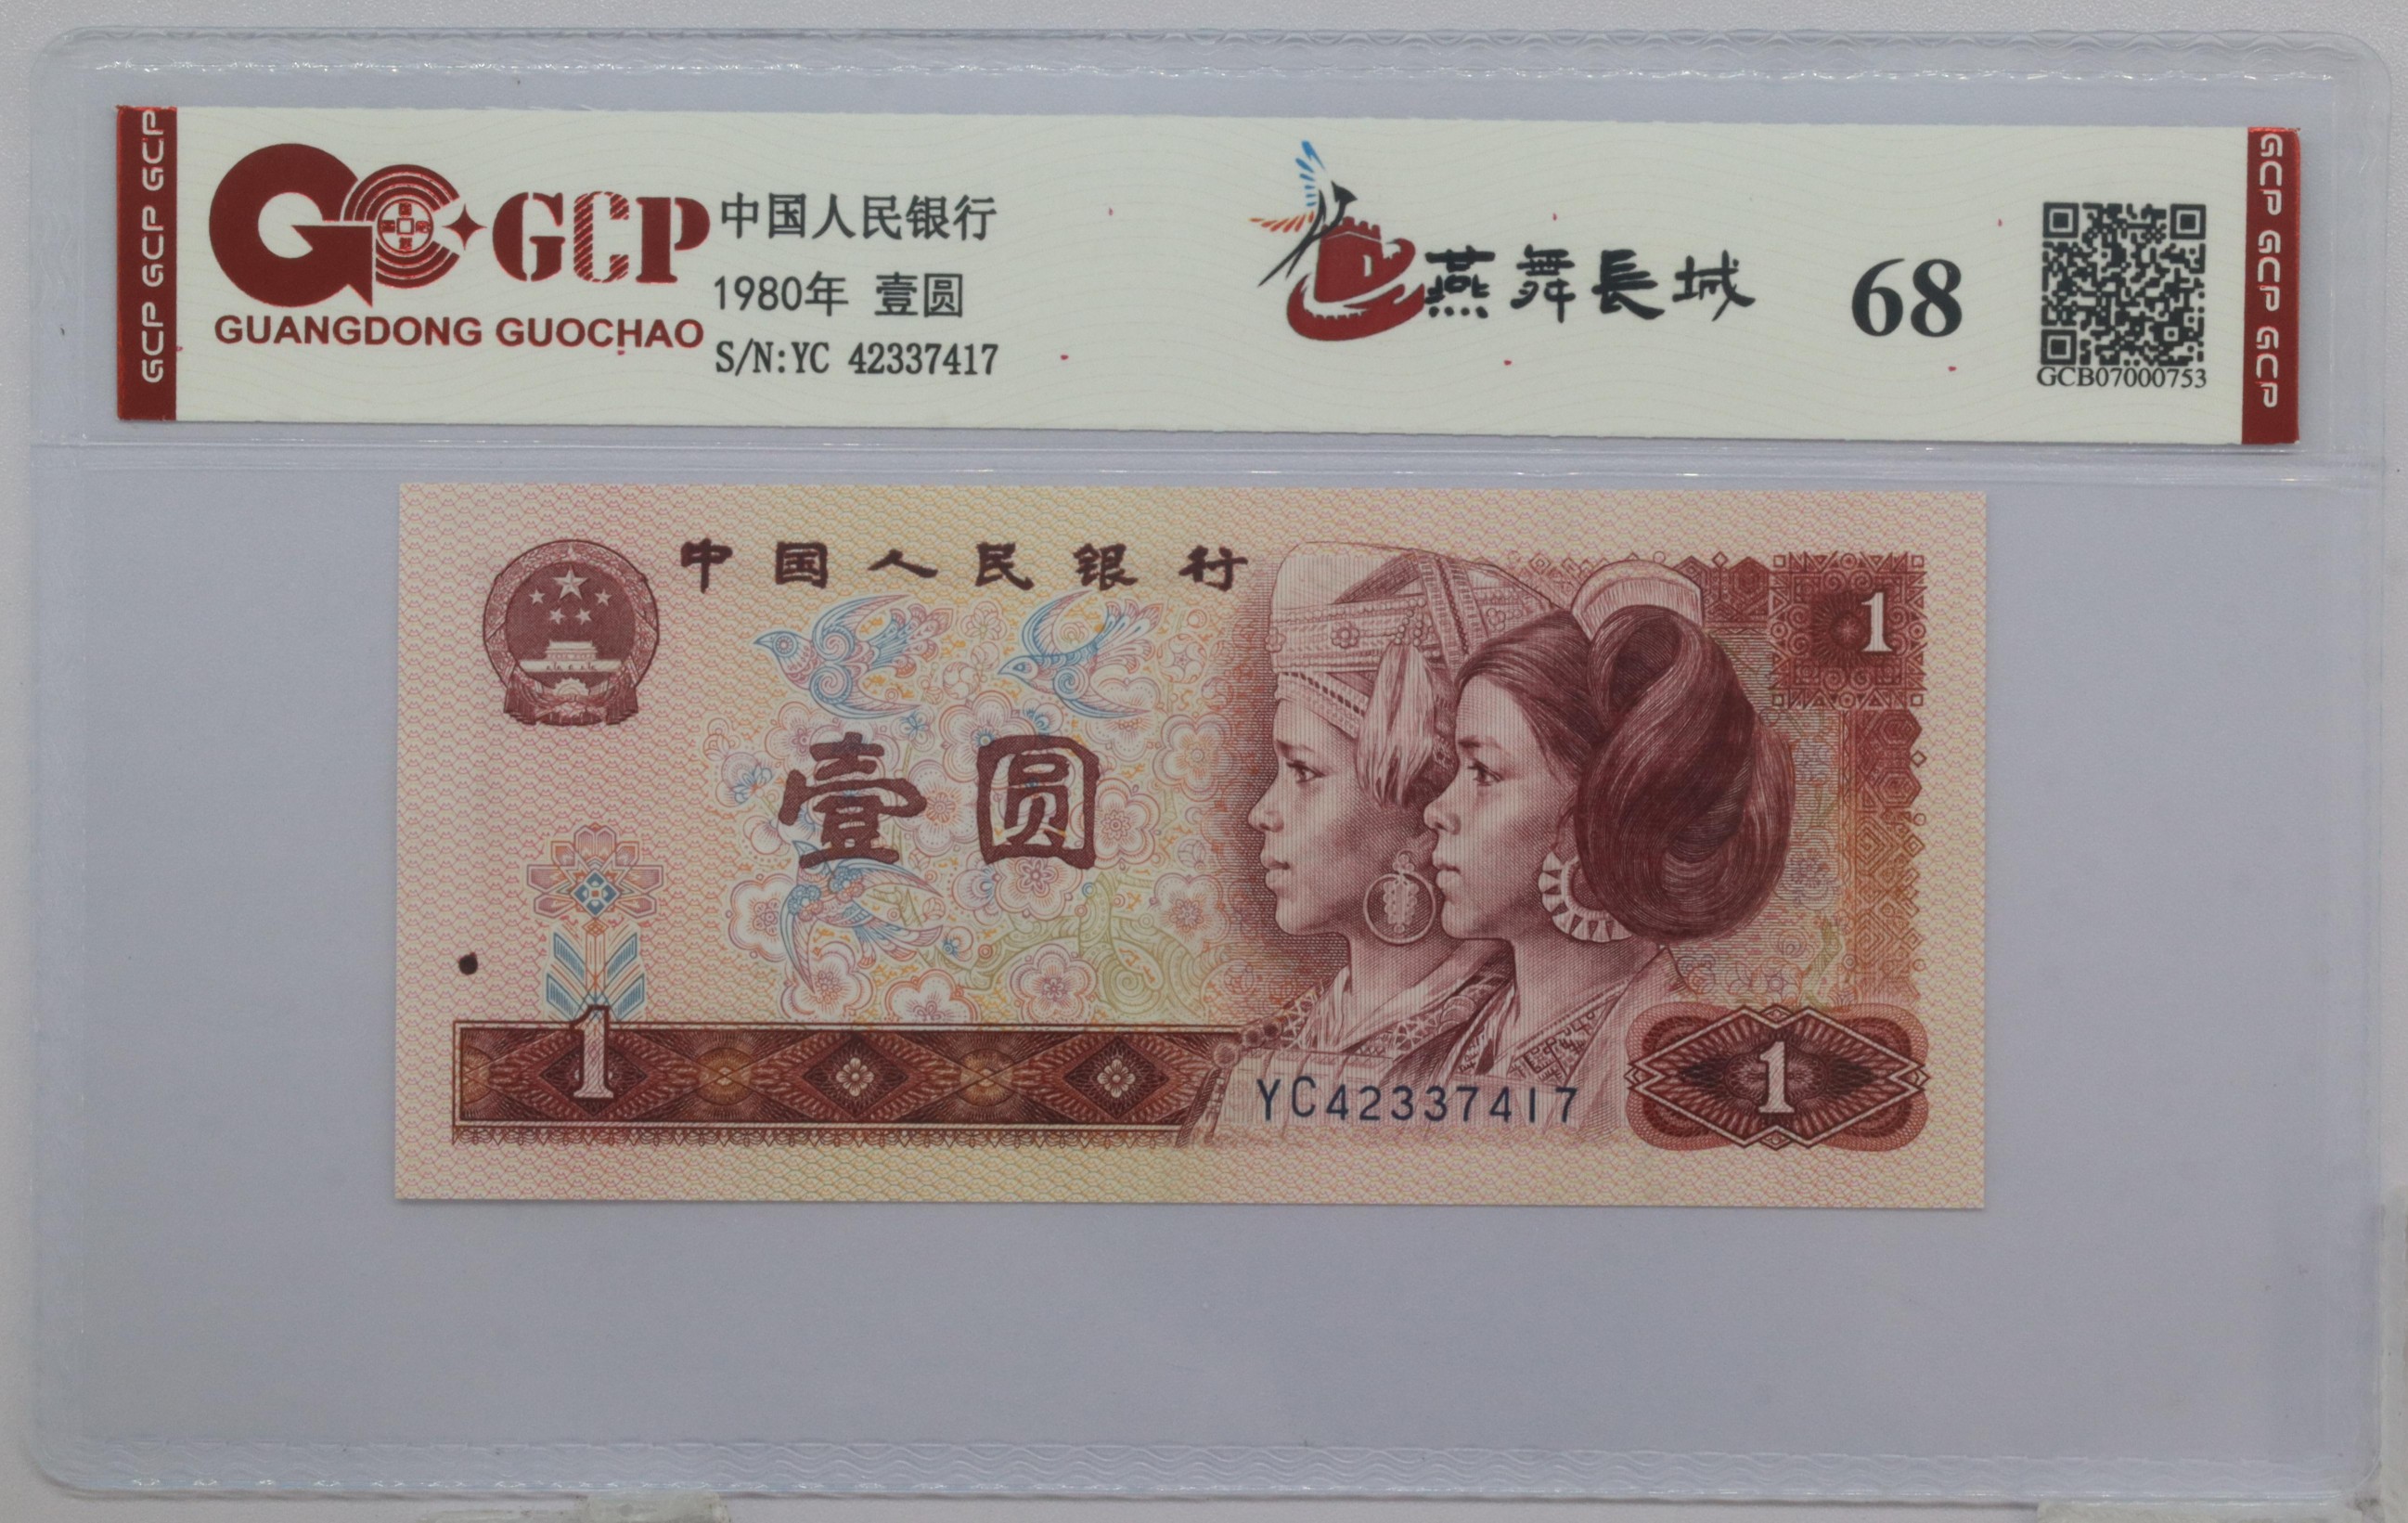 GCP GCP GCP
GCP
GUANGDONG GUOCHAO
中国人民银行
1980年 壹圆
S/N:YC 42337417
燕舞長城
68
GCB07000753
GCP GCP GCP
中国人民银行
1
壹圆
1
YC42337417
1